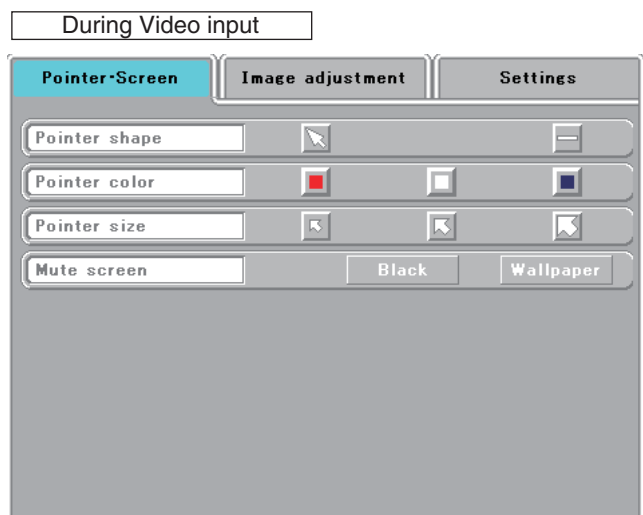 During Video input
Pointer·Screen Image adjustment Settings
Pointer shape
Pointer color
Pointer size
Mute screen Black Wallpaper